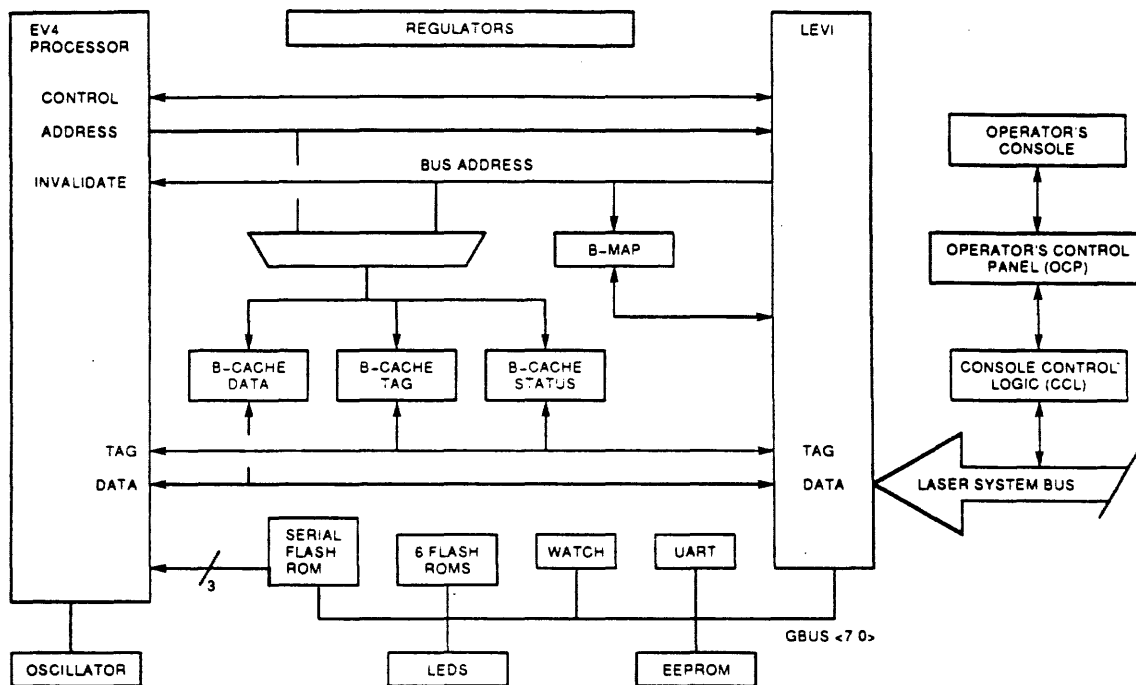 EV4
PROCESSOR
REGULATORS
LEVI
CONTROL
ADDRESS
OPERATOR'S
CONSOLE
BUS ADDRESS
INVALIDATE
B-MAP
OPERATOR'S CONTROL
PANEL (OCP)
B-CACHE
DATA
B-CACHE
TAG
B-CACHE
STATUS
CONSOLE CONTROL
LOGIC (CCL)
TAG
TAG
DATA
DATA
LASER SYSTEM BUS
SERIAL
FLASH
ROM
6 FLASH
ROMS
WATCH
UART
3
GBUS <7 0>
OSCILLATOR
LEDS
EEPROM